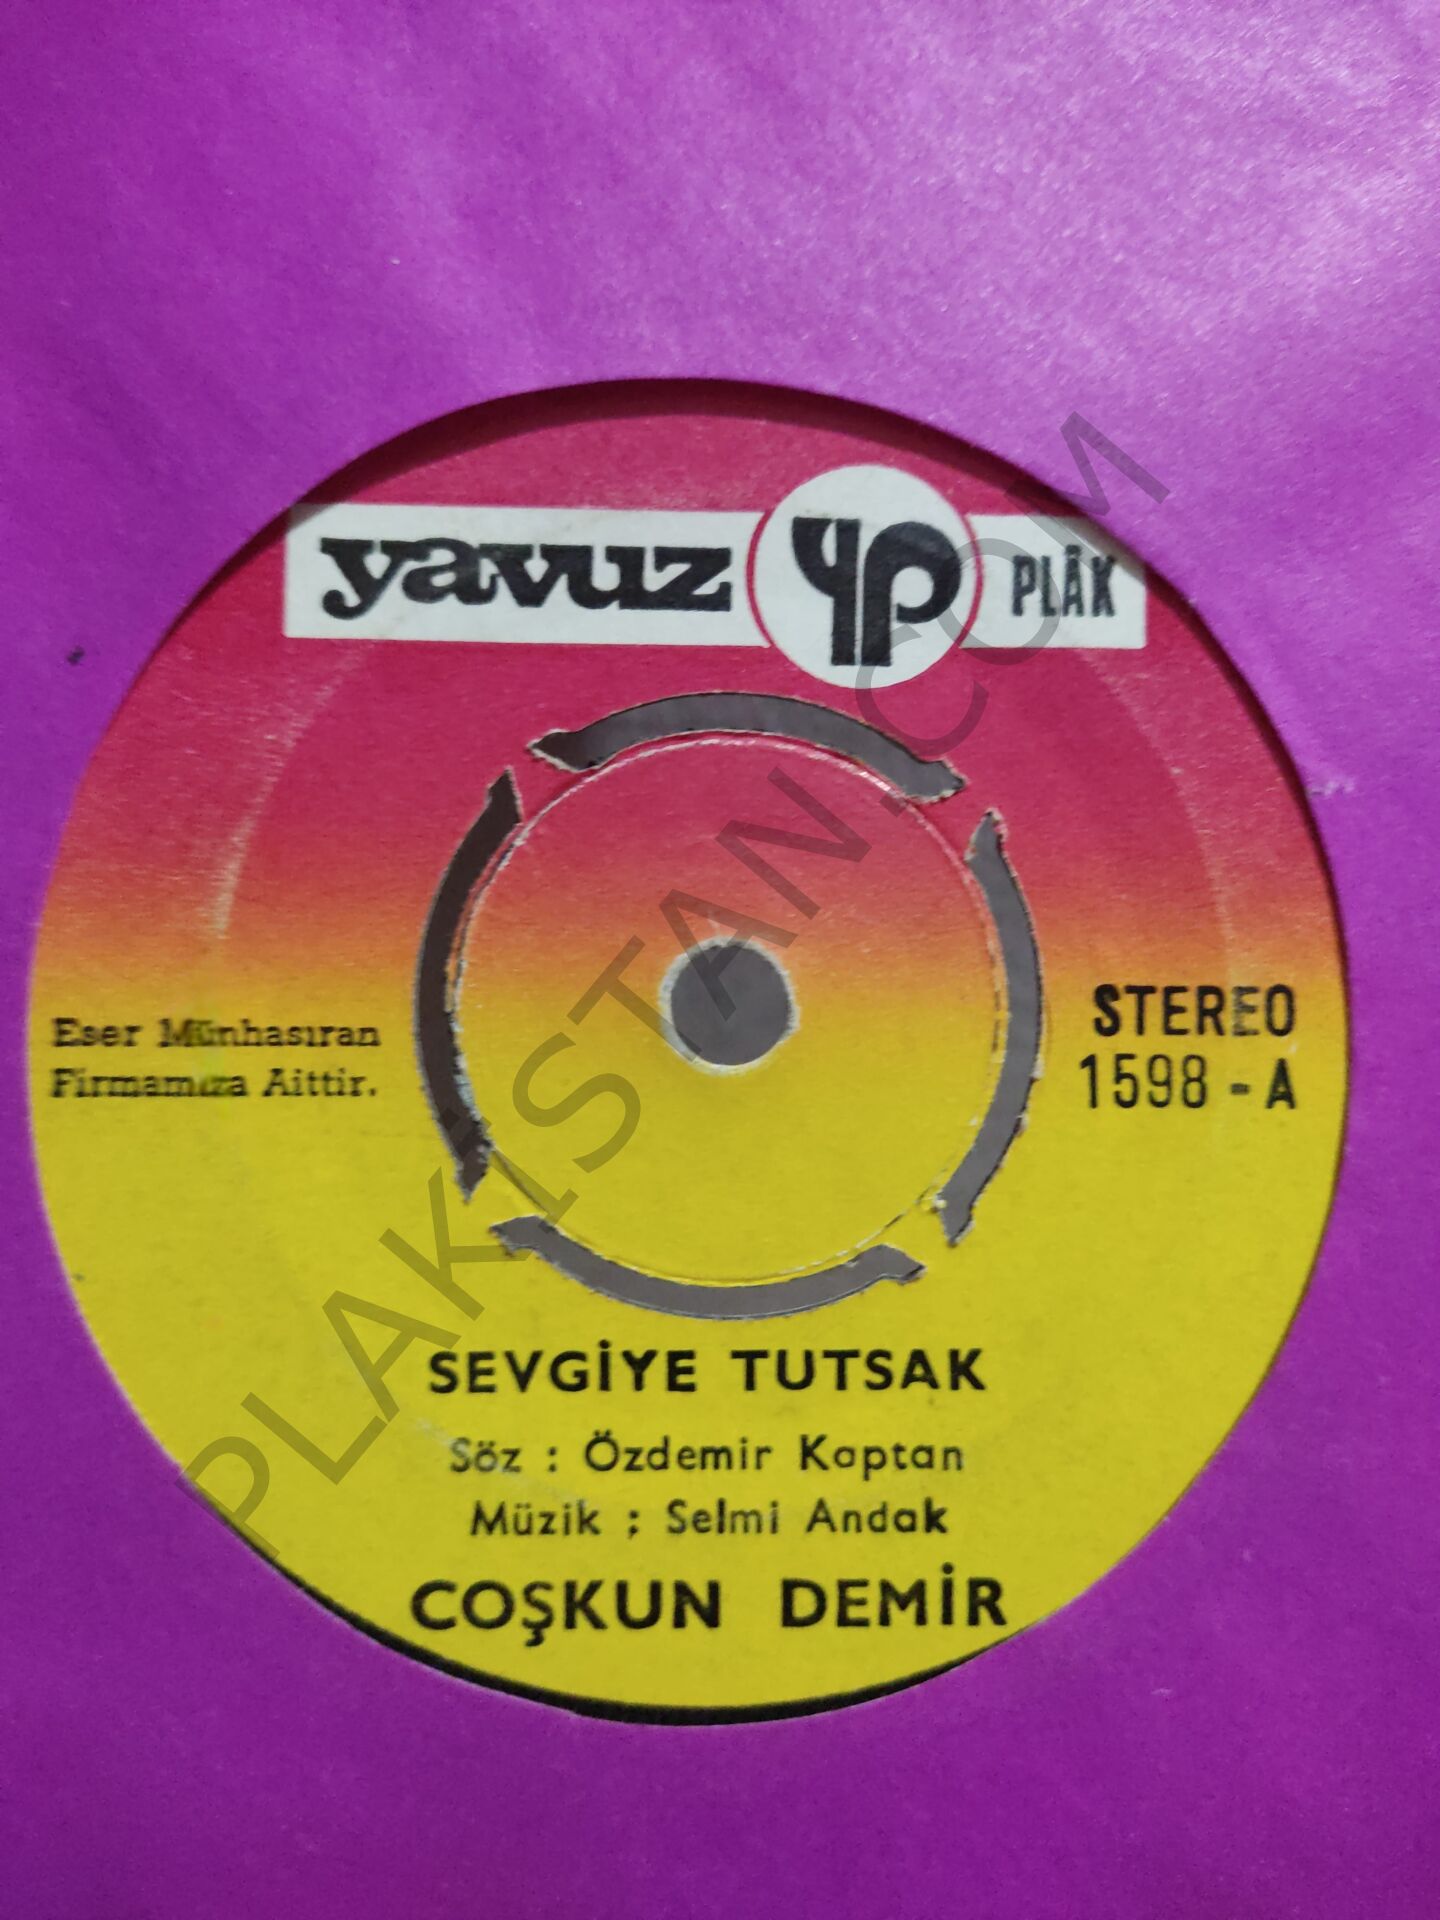 yavuz yp PLÂK
Eser Münhasıran
Firmamıza Aittir.
STEREO
1598 - A
SEVGİYE TUTSAK
Söz : Özdemir Kaptan
Müzik ; Selmi Andak
COŞKUN DEMİR
PLAKİSTAN.COM